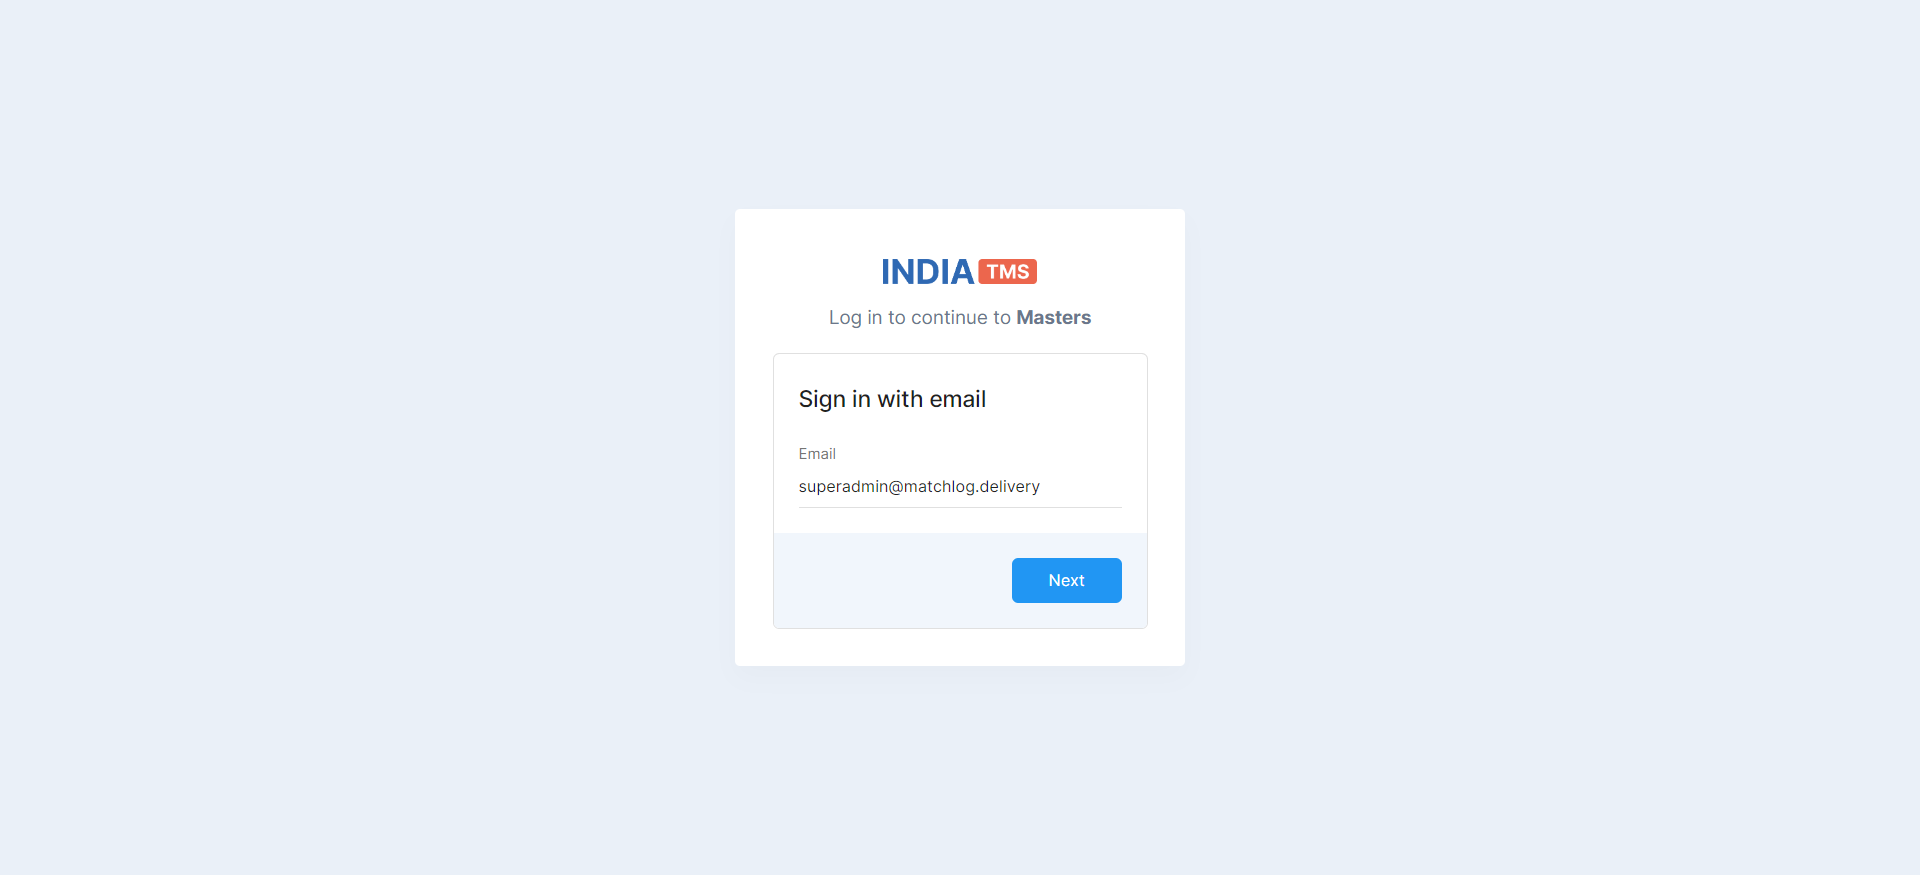 INDIA TMS
Log in to continue to Masters
Sign in with email
Email
superadmin@matchlog.delivery
Next